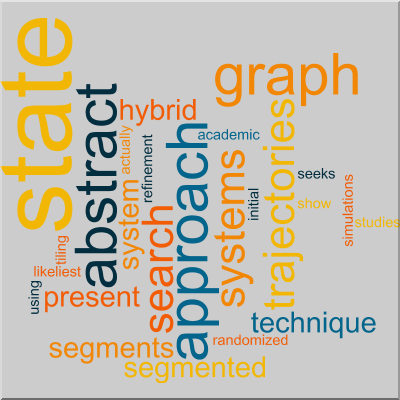 state
graph
abstract
hybrid
actually
refinement
academic
approach
trajectories
system
systems
search
initial
seeks
show
simulations
studies
tilling
likeliest
using
present
technique
randomized
segments
segmented